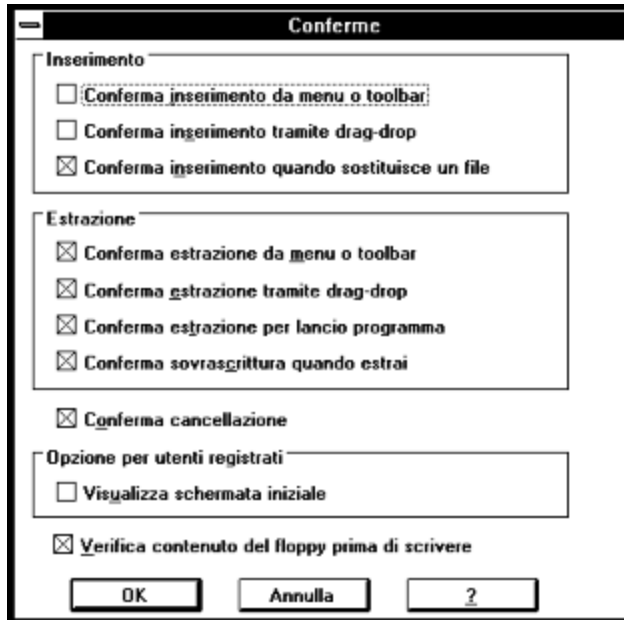 Conferme
Inserimento
Conferma inserimento da menu o toolbar
Conferma inserimento tramite drag-drop
Conferma inserimento quando sostituisce un file
Estrazione
Conferma estrazione da menu o toolbar
Conferma estrazione tramite drag-drop
Conferma estrazione per lancio programma
Conferma sovrascrittura quando estrai
Conferma cancellazione
Opzione per utenti registrati
Visualizza schermata iniziale
Verifica contenuto del floppy prima di scrivere
OK Annulla ?